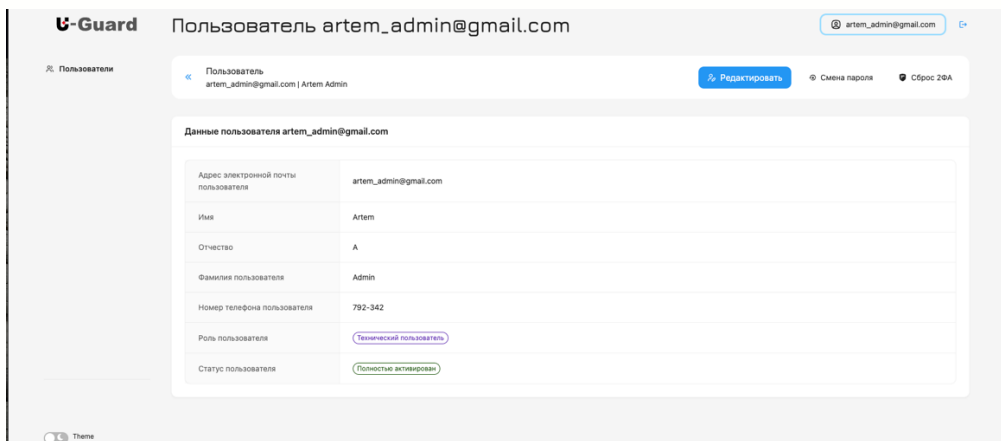 U-Guard
Пользователь artem_admin@gmail.com
artem_admin@gmail.com
Пользователи
«
Пользователь
artem_admin@gmail.com | Artem Admin
Редактировать
Смена пароля
Сброс 2ФА
Данные пользователя artem_admin@gmail.com
Адрес электронной почты
пользователя
artem_admin@gmail.com
Имя
Artem
Отчество
A
Фамилия пользователя
Admin
Номер телефона пользователя
792-342
Роль пользователя
Технический пользователь
Статус пользователя
Полностью активирован
Theme